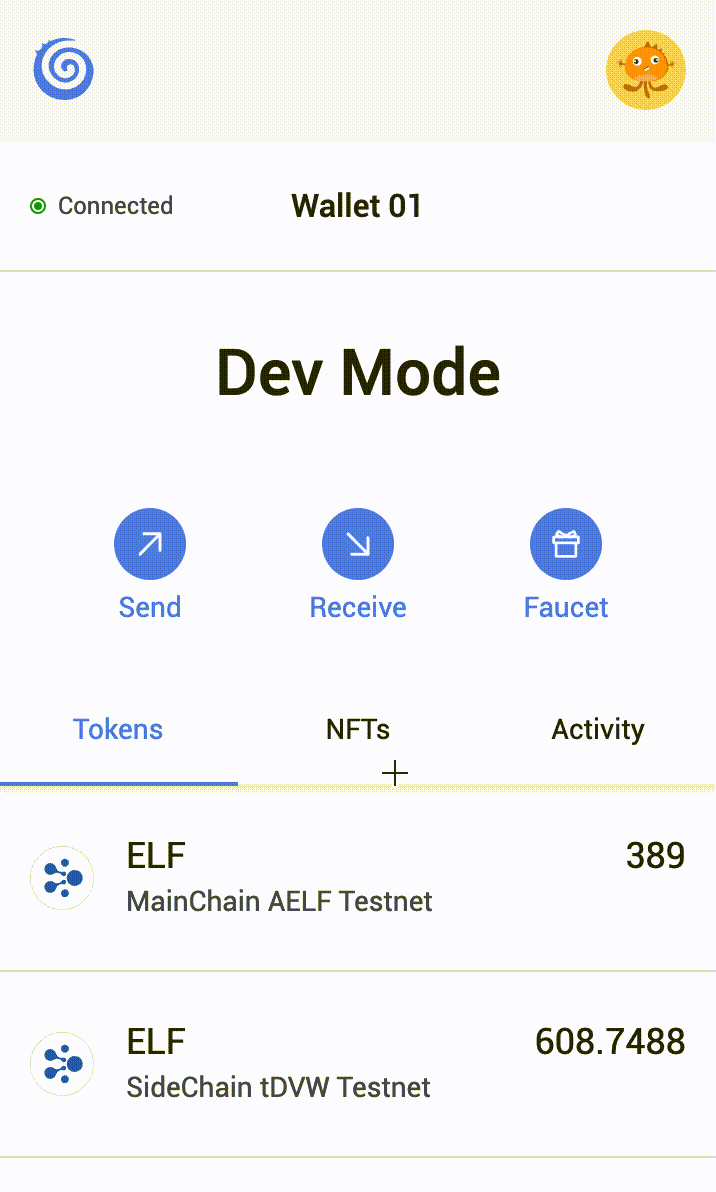 Connected Wallet 01
Dev Mode
Send Receive Faucet
Tokens NFTs Activity
ELF 389
MainChain AELF Testnet
ELF 608.7488
SideChain tDVW Testnet